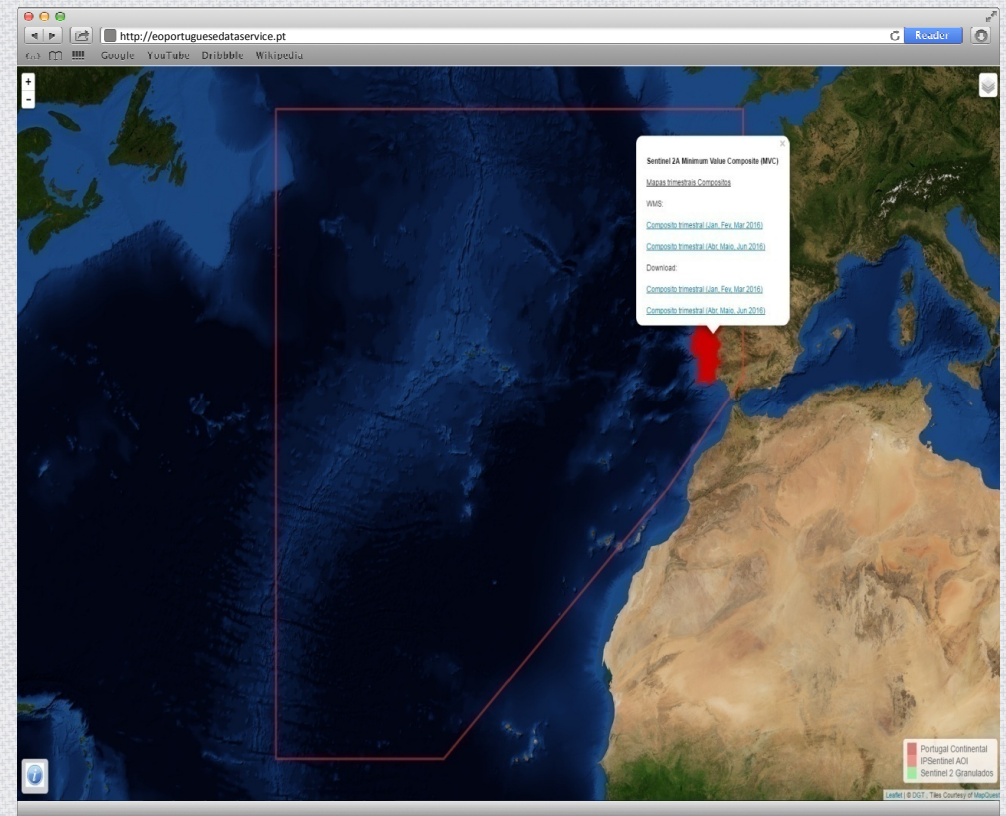 http://eoportuguesedataservice.pt
Reader
Google YouTube Dribbble Wikipedia
+
-
Sentinel 2A Minimum Value Composite (MVC)
Mapas trimestrais Compositos
WMS:
Composito trimestral (Jan, Fev, Mar 2016)
Composito trimestral (Abr, Maio, Jun 2016)
Download:
Composito trimestral (Jan, Fev, Mar 2016)
Composito trimestral (Abr, Maio, Jun 2016)
Portugal Continental
IPSentinel AOI
Sentinel 2 Granulados
Leaflet | © DGT , Tiles Courtesy of MapQuest